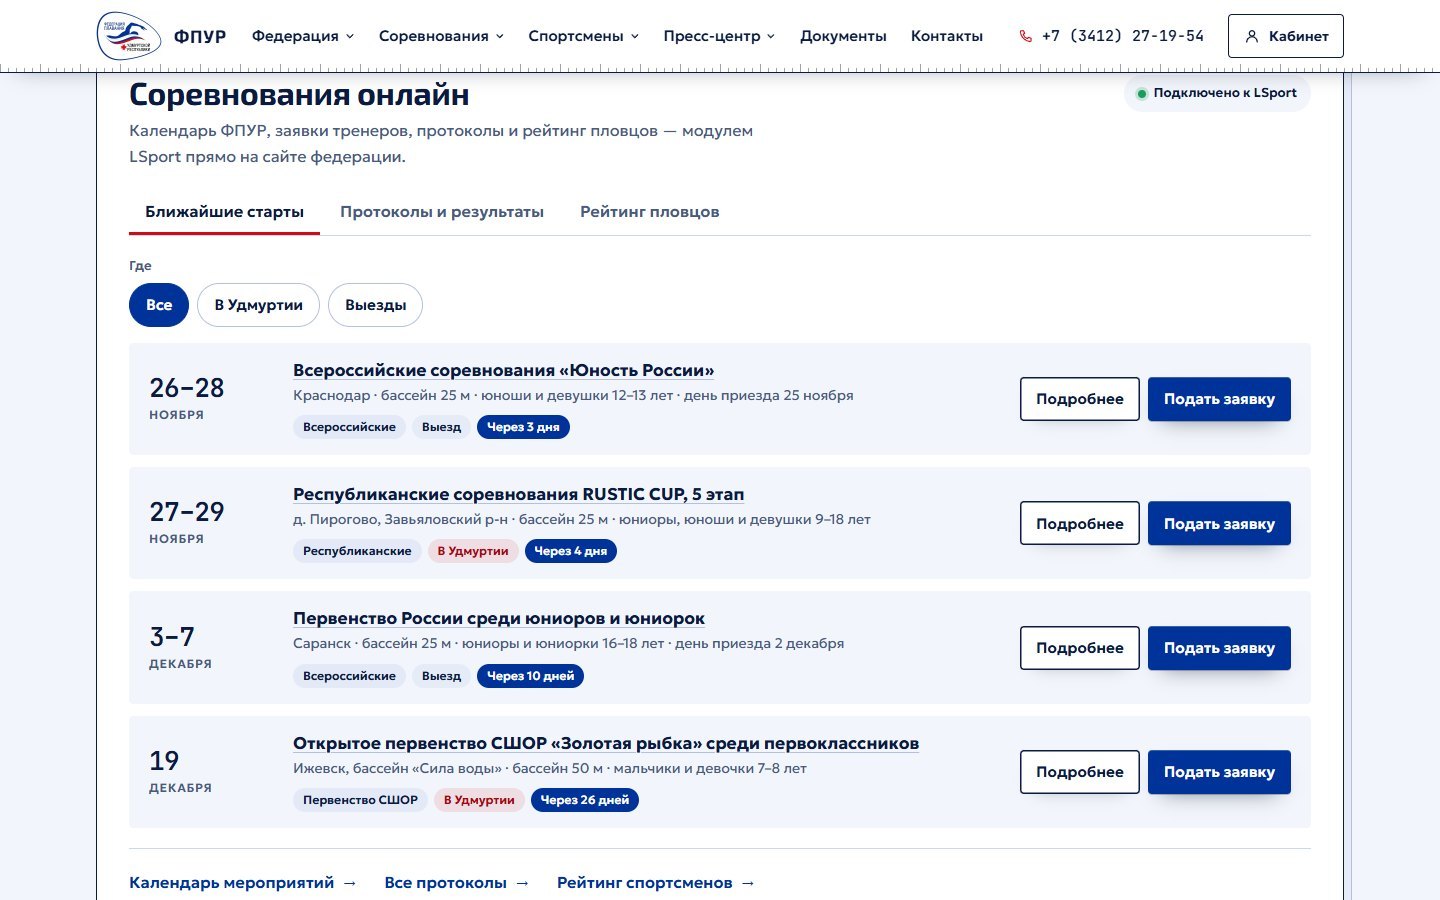 ФЕДЕРАЦИЯ
ПЛАВАНИЯ
УДМУРТСКОЙ
РЕСПУБЛИКИ
ФПУР
Федерация
Соревнования
Спортсмены
Пресс-центр
Документы
Контакты
+7 (3412) 27-19-54
Кабинет
Соревнования онлайн
Подключено к LSport
Календарь ФПУР, заявки тренеров, протоколы и рейтинг пловцов — модулем
LSport прямо на сайте федерации.
Ближайшие старты
Протоколы и результаты
Рейтинг пловцов
Где
Все
В Удмуртии
Выезды
26–28
НОЯБРЯ
Всероссийские соревнования «Юность России»
Краснодар · бассейн 25 м · юноши и девушки 12–13 лет · день приезда 25 ноября
Всероссийские
Выезд
Через 3 дня
Подробнее
Подать заявку
27–29
НОЯБРЯ
Республиканские соревнования RUSTIC CUP, 5 этап
д. Пирогово, Завьяловский р-н · бассейн 25 м · юниоры, юноши и девушки 9–18 лет
Республиканские
В Удмуртии
Через 4 дня
Подробнее
Подать заявку
3–7
ДЕКАБРЯ
Первенство России среди юниоров и юниорок
Саранск · бассейн 25 м · юниоры и юниорки 16–18 лет · день приезда 2 декабря
Всероссийские
Выезд
Через 10 дней
Подробнее
Подать заявку
19
ДЕКАБРЯ
Открытое первенство СШОР «Золотая рыбка» среди первоклассников
Ижевск, бассейн «Сила воды» · бассейн 50 м · мальчики и девочки 7–8 лет
Первенство СШОР
В Удмуртии
Через 26 дней
Подробнее
Подать заявку
Календарь мероприятий →
Все протоколы →
Рейтинг спортсменов →